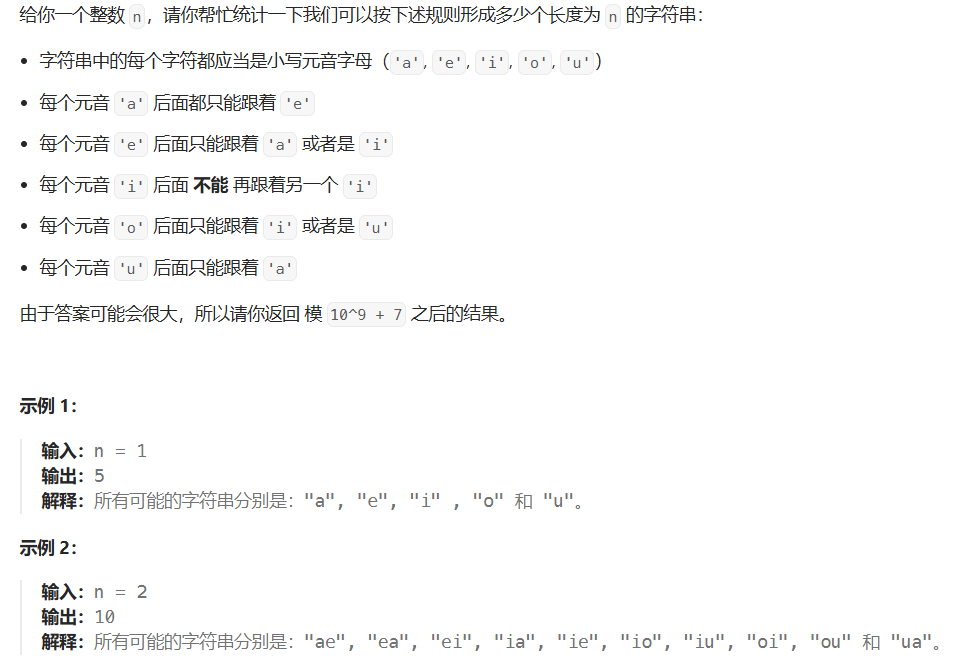 给你一个整数 n，请你帮忙统计一下我们可以按下述规则形成多少个长度为 n 的字符串：
• 字符串中的每个字符都应当是小写元音字母（'a', 'e', 'i', 'o', 'u'）
• 每个元音 'a' 后面都只能跟着 'e'
• 每个元音 'e' 后面只能跟着 'a' 或者是 'i'
• 每个元音 'i' 后面 不能 再跟着另一个 'i'
• 每个元音 'o' 后面只能跟着 'i' 或者是 'u'
• 每个元音 'u' 后面只能跟着 'a'
由于答案可能会很大，所以请你返回 模 10^9 + 7 之后的结果。
示例 1：
输入：n = 1
输出：5
解释：所有可能的字符串分别是："a", "e", "i" , "o" 和 "u"。
示例 2：
输入：n = 2
输出：10
解释：所有可能的字符串分别是："ae", "ea", "ei", "ia", "ie", "io", "iu", "oi", "ou" 和 "ua"。